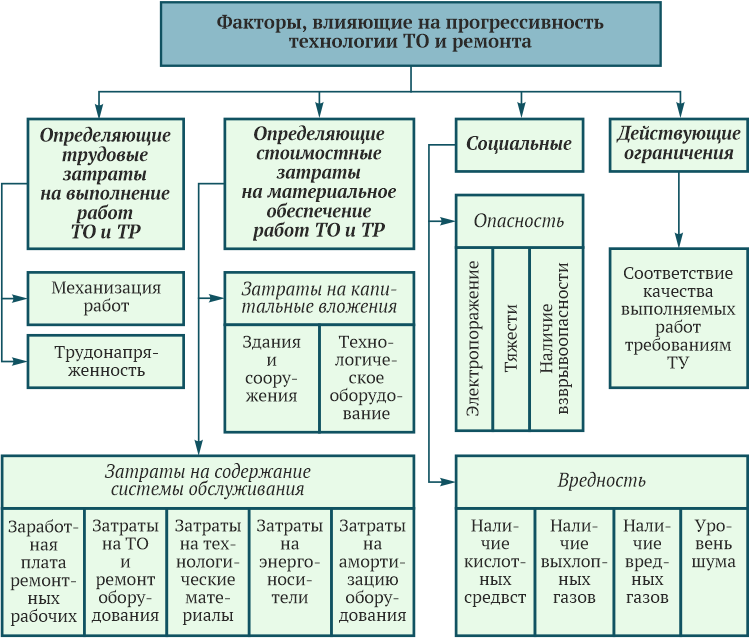 Факторы, влияющие на прогрессивность
технологии ТО и ремонта
Определяющие
трудовые
затраты
на выполнение
работ
ТО и ТР
Определяющие
стоимостные
затраты
на материальное
обеспечение
работ ТО и ТР
Социальные
Действующие
ограничения
Механизация
работ
Трудонапря-
женность
Затраты на капи-
тальные вложения
Здания
и
соору-
жения
Техно-
логиче-
ское
оборудо-
вание
Опасность
Электропоражение
Тяжести
Наличие
взврывоопасности
Соответствие
качества
выполняемых
работ
требованиям
ТУ
Затраты на содержание
системы обслуживания
Заработ-
ная
плата
ремонт-
ных
рабочих
Затраты
на ТО
и
ремонт
обору-
дования
Затраты
на тех-
нологи-
ческие
мате-
риалы
Затраты
на
энерго-
носи-
тели
Затраты
на
аморти-
зацию
обору-
дования
Вредность
Нали-
чие
кислот-
ных
средвст
Нали-
чие
выхлоп-
ных
газов
Нали-
чие
вред-
ных
газов
Уро-
вень
шума